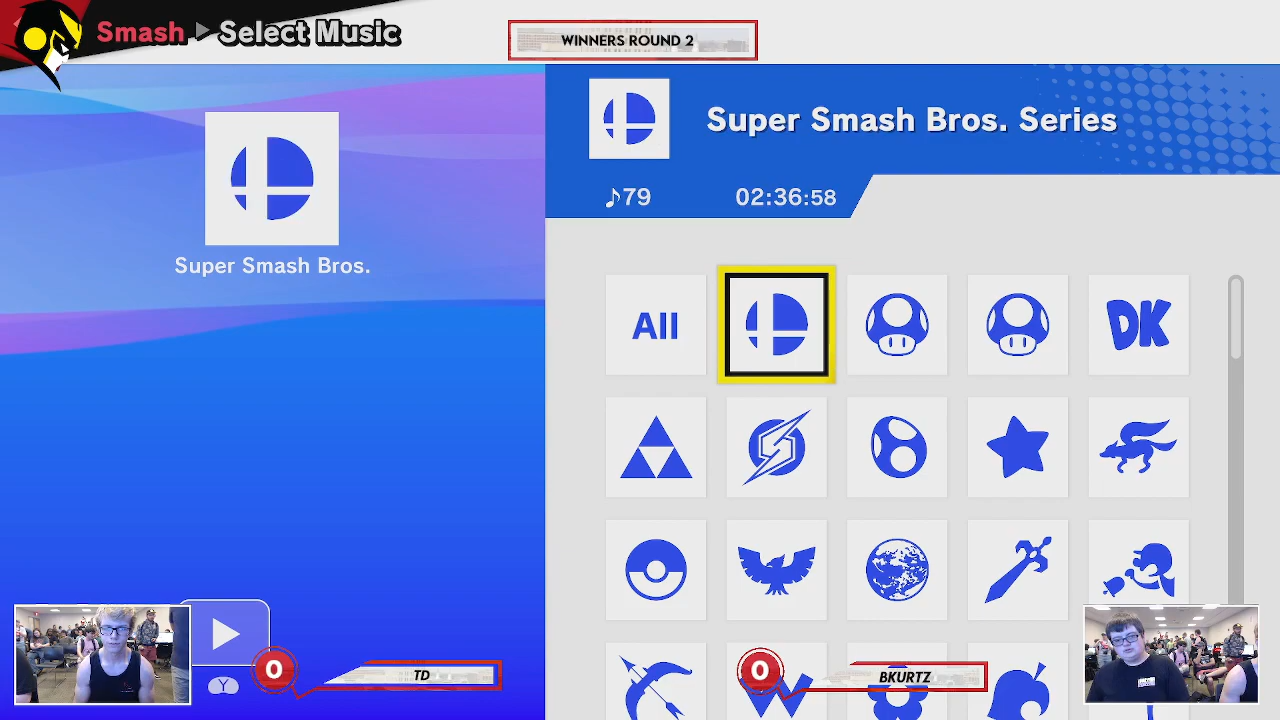 Smash ▶ Select Music
WINNERS ROUND 2
Super Smash Bros. Series
♪79
02:36:58
Super Smash Bros.
All
DK
0
TD
Y
0
BKURTZ